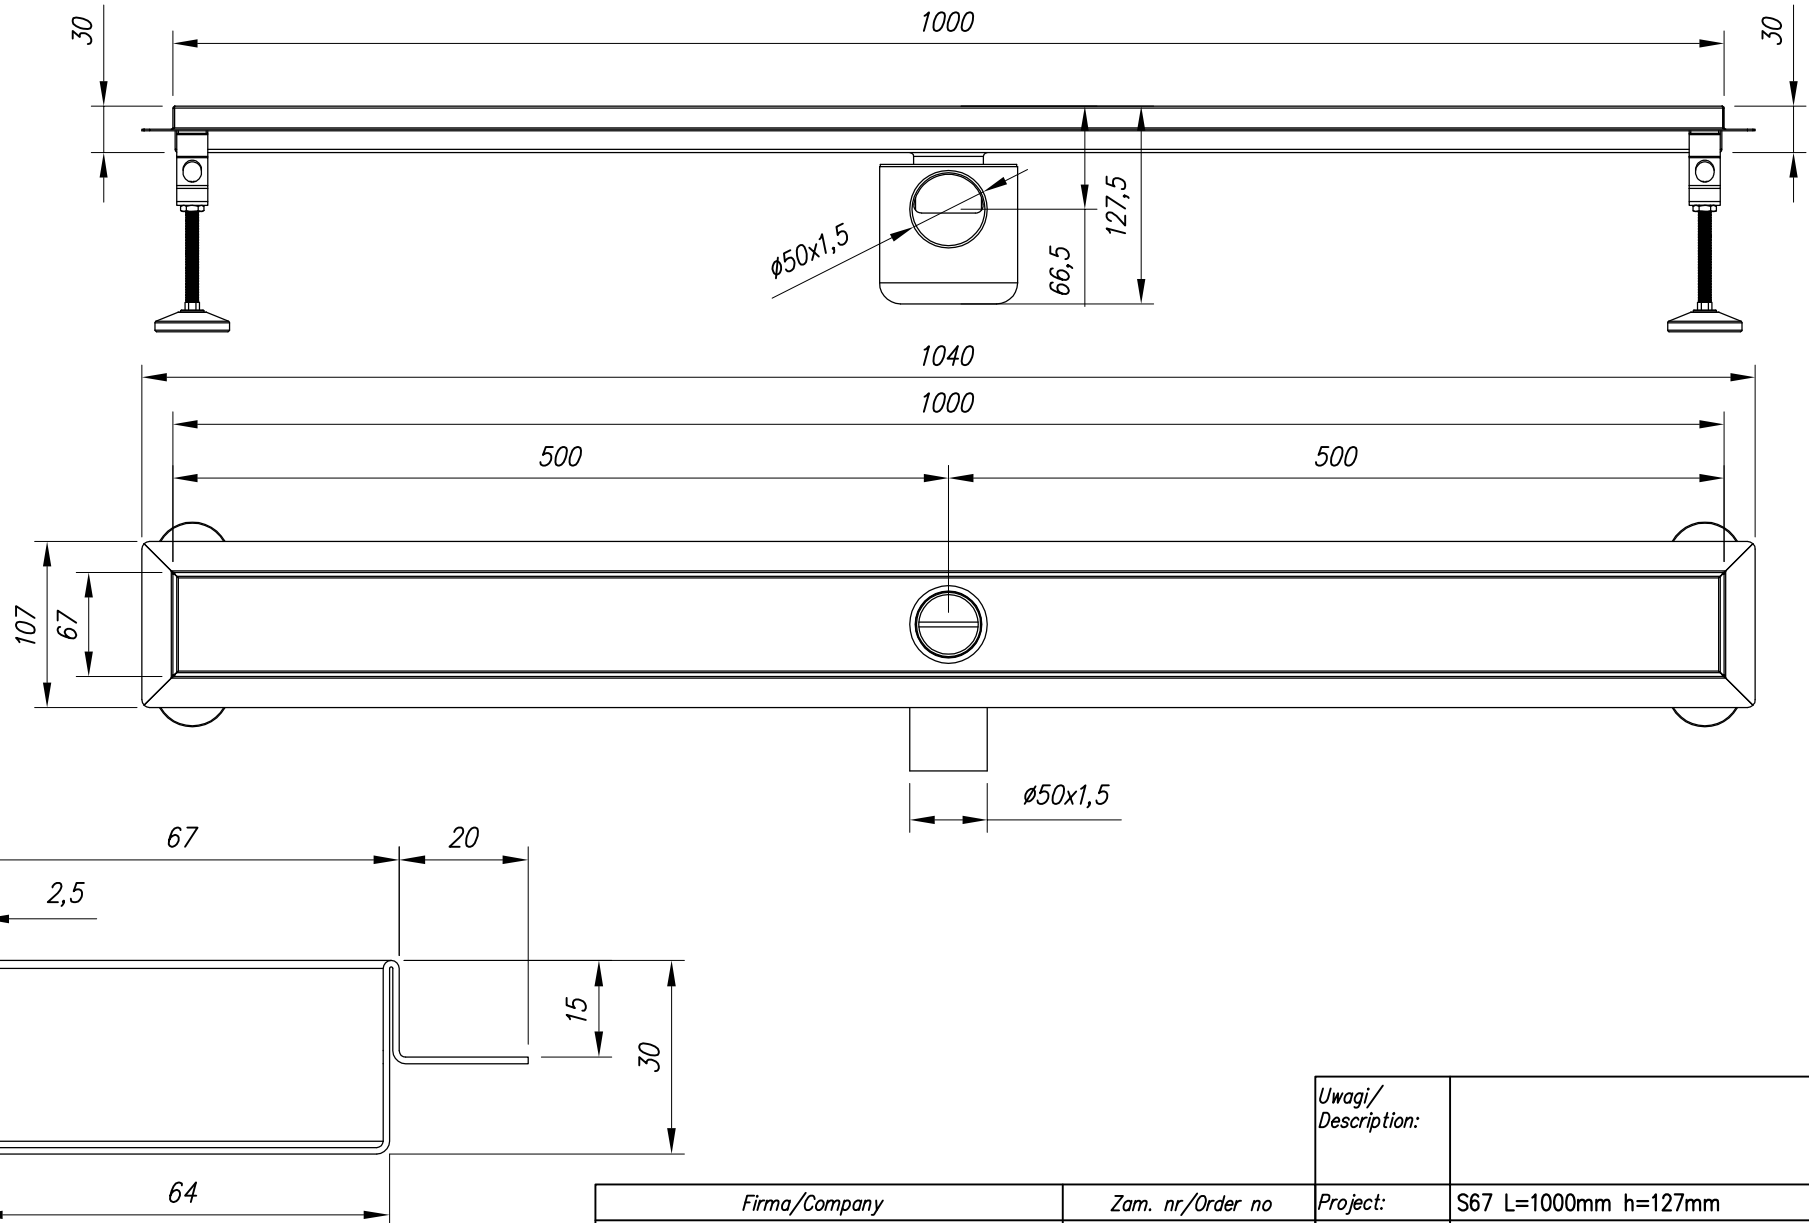 30
1000
30
ø50x1,5
66,5
127,5
1040
1000
500
500
107
67
ø50x1,5
67
20
2,5
15
30
64
Uwagi/
Description:
Firma/Company
Zam. nr/Order no
Project:
S67 L=1000mm h=127mm